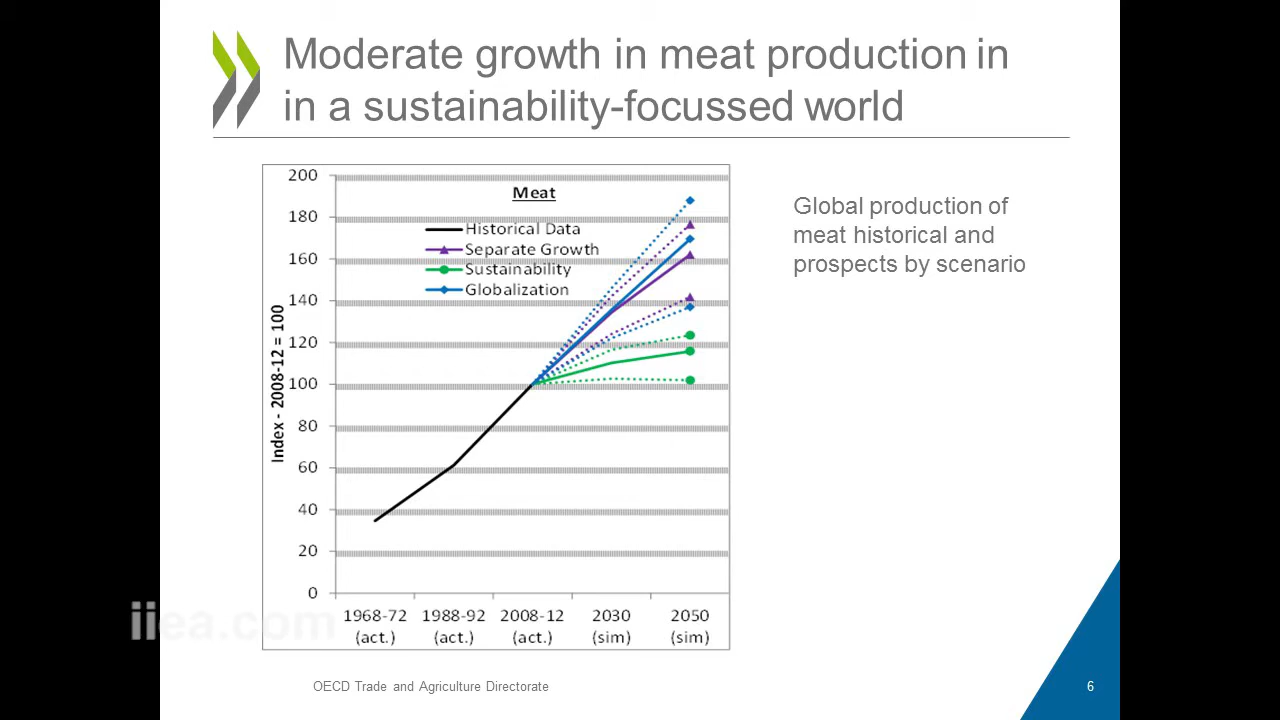 Moderate growth in meat production in
in a sustainability-focussed world
Meat
Historical Data
Separate Growth
Sustainability
Globalization
Index - 2008-12 = 100
200
180
160
140
120
100
80
60
40
20
0
1968-72 1988-92 2008-12 2030 2050
(act.) (act.) (act.) (sim) (sim)
Global production of
meat historical and
prospects by scenario
iiea.com
OECD Trade and Agriculture Directorate
6